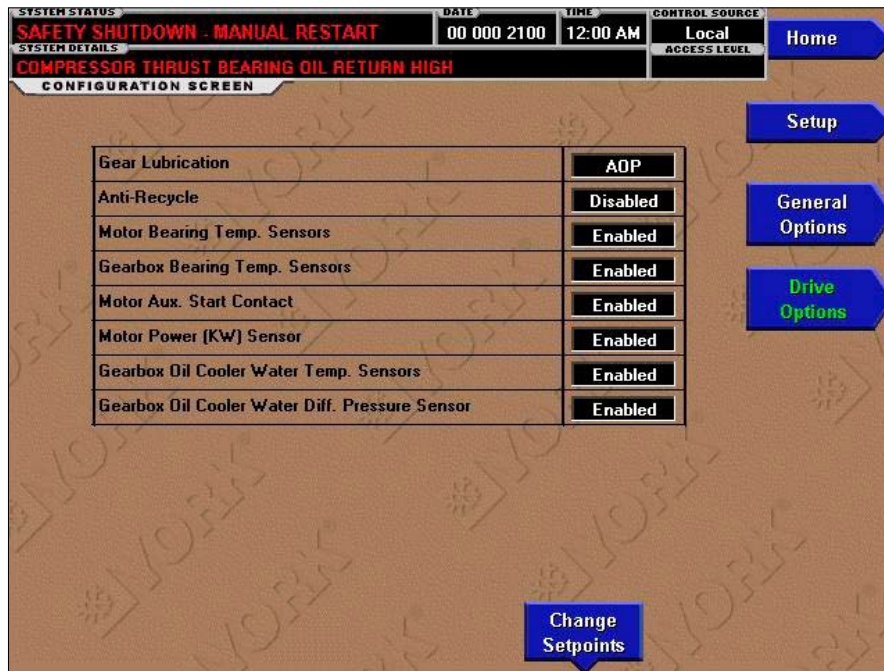 SYSTEM STATUS
SAFETY SHUTDOWN - MANUAL RESTART
DATE
00 000 2100
TIME
12:00 AM
CONTROL SOURCE
Local
ACCESS LEVEL
SYSTEM DETAILS
COMPRESSOR THRUST BEARING OIL RETURN HIGH
CONFIGURATION SCREEN
Home
Setup
General
Options
Drive
Options
Gear Lubrication AOP
Anti-Recycle Disabled
Motor Bearing Temp. Sensors Enabled
Gearbox Bearing Temp. Sensors Enabled
Motor Aux. Start Contact Enabled
Motor Power (KW) Sensor Enabled
Gearbox Oil Cooler Water Temp. Sensors Enabled
Gearbox Oil Cooler Water Diff. Pressure Sensor Enabled
Change
Setpoints
YORK